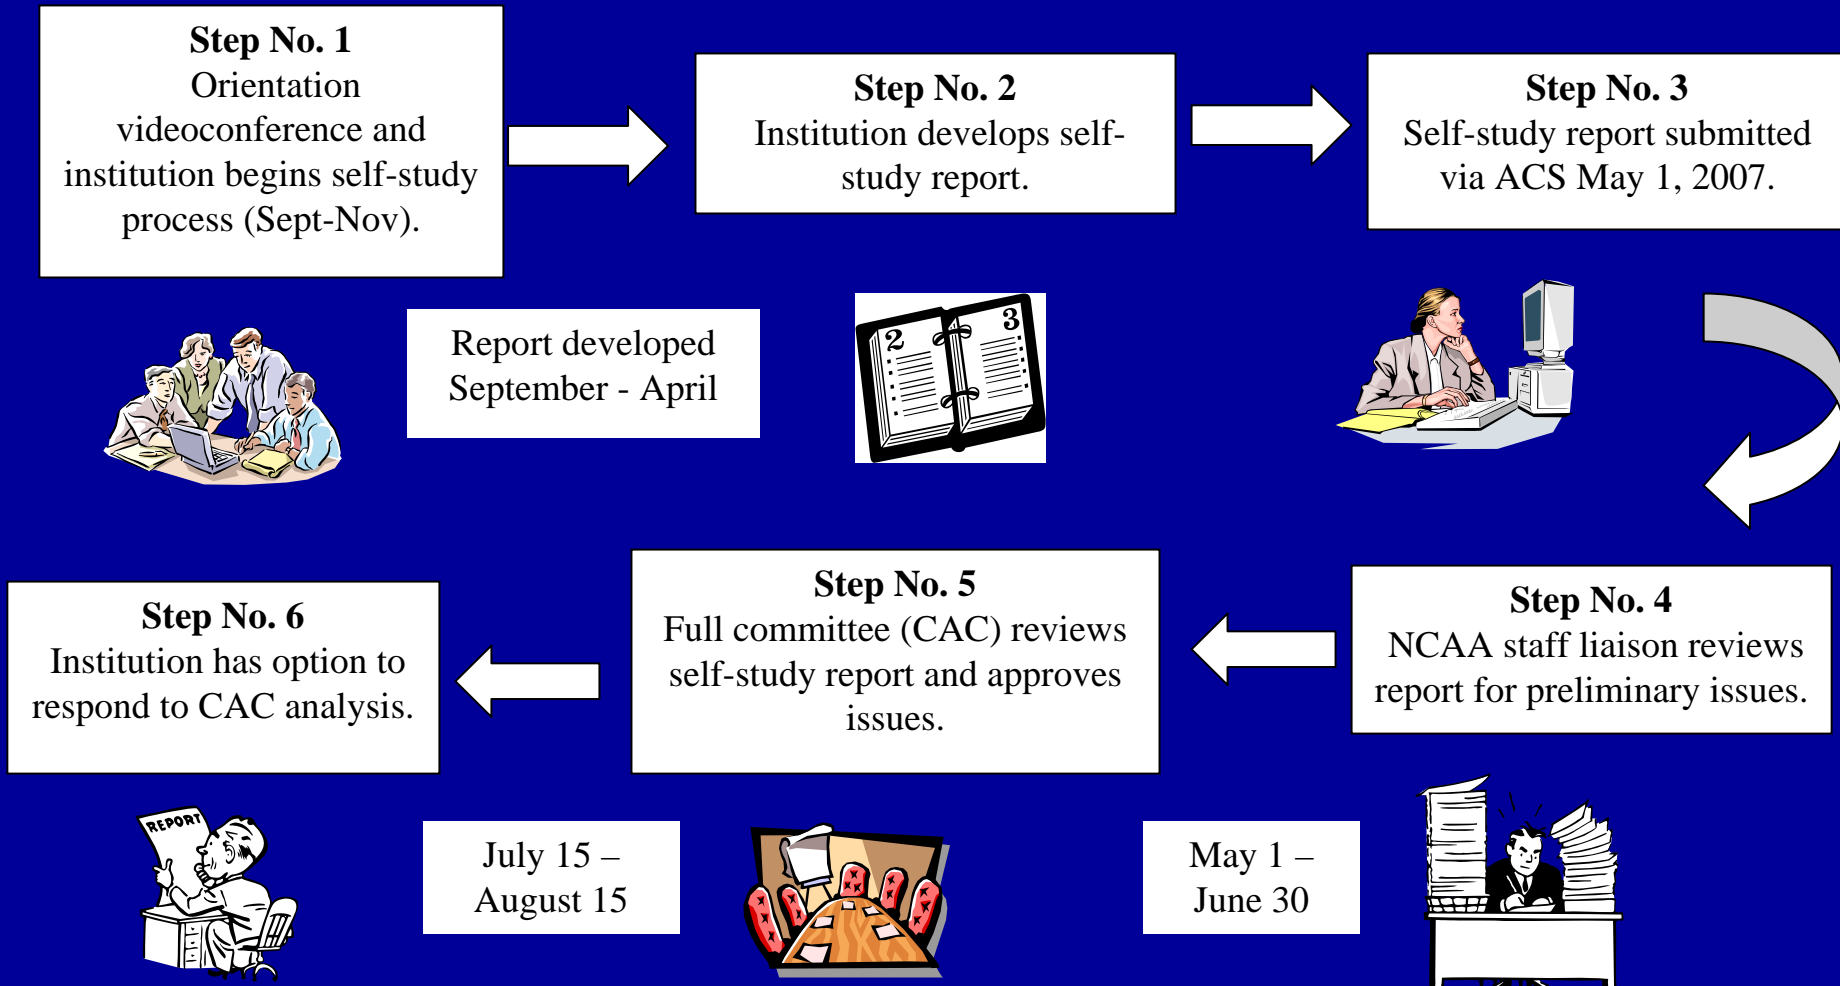 Step No. 1
Orientation
videoconference and
institution begins self-study
process (Sept-Nov).
Step No. 2
Institution develops self-
study report.
Step No. 3
Self-study report submitted
via ACS May 1, 2007.
Report developed
September - April
2
3
Step No. 4
NCAA staff liaison reviews
report for preliminary issues.
Step No. 5
Full committee (CAC) reviews
self-study report and approves
issues.
Step No. 6
Institution has option to
respond to CAC analysis.
REPORT
July 15 –
August 15
May 1 –
June 30